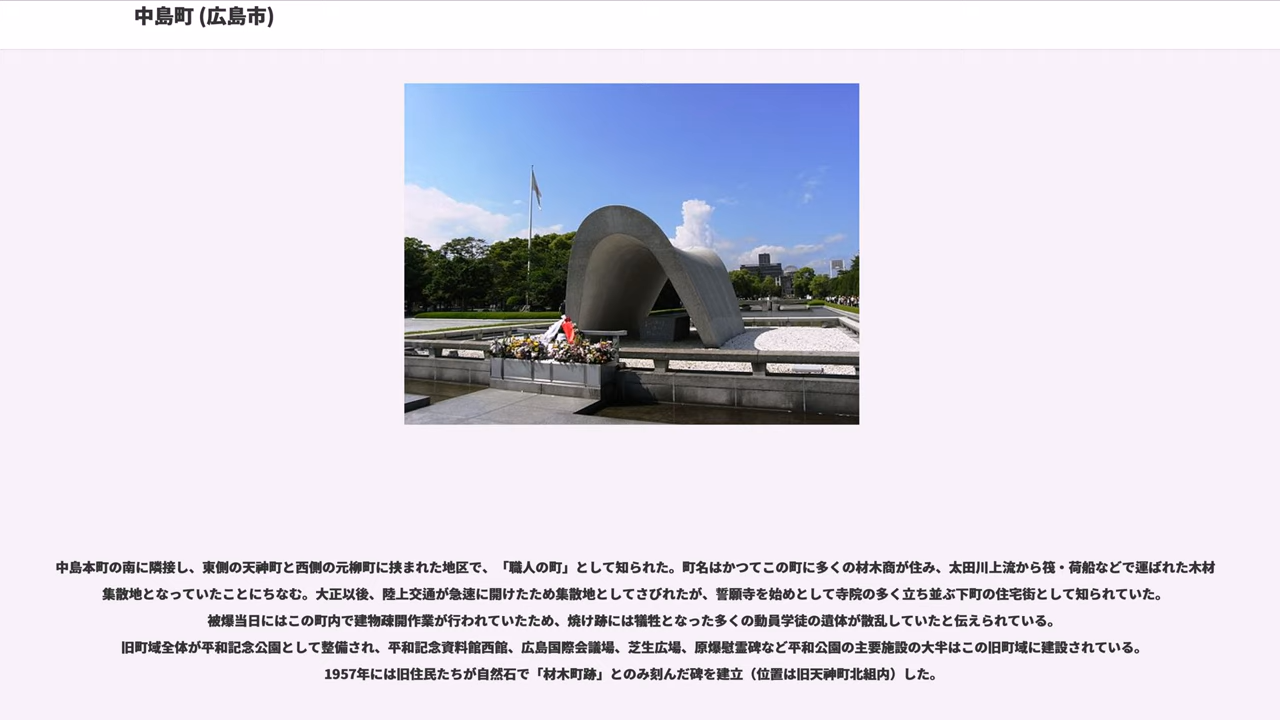 中島町 (広島市)
中島本町の南に隣接し、東側の天神町と西側の元柳町に挟まれた地区で、「職人の町」として知られた。町名はかつてこの町に多くの材木商が住み、太田川上流から筏・荷船などで運ばれた木材
集散地となっていたことにちなむ。大正以後、陸上交通が急速に開けたため集散地としてさびれたが、誓願寺を始めとして寺院の多く立ち並ぶ下町の住宅街として知られていた。
被爆当日にはこの町内で建物疎開作業が行われていたため、焼け跡には犠牲となった多くの動員学徒の遺体が散乱していたと伝えられている。
旧町域全体が平和記念公園として整備され、平和記念資料館西館、広島国際会議場、芝生広場、原爆慰霊碑など平和公園の主要施設の大半はこの旧町域に建設されている。
1957年には旧住民たちが自然石で「材木町跡」とのみ刻んだ碑を建立（位置は旧天神町北組内）した。